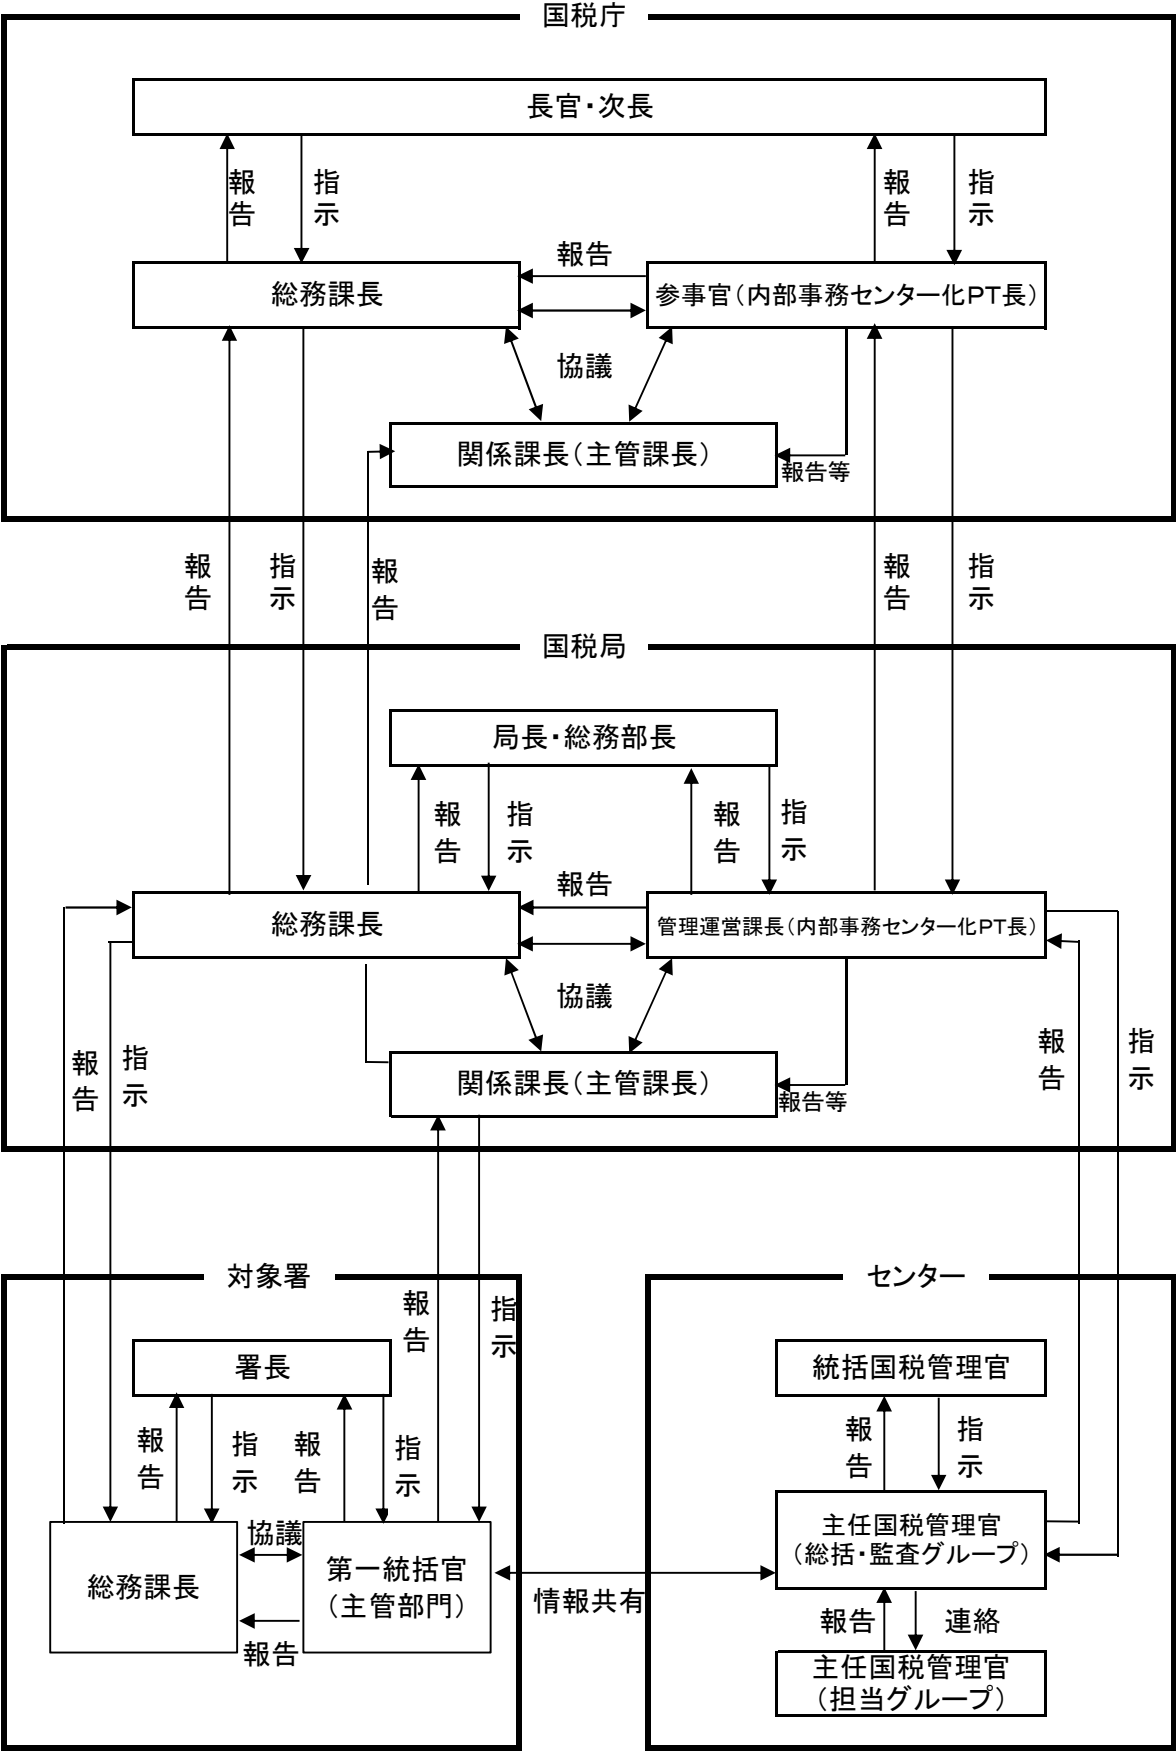 国税庁
長官・次長
報告
指示
報告
指示
報告
総務課長
参事官（内部事務センター化PT長）
協議
関係課長（主管課長）
報告等
報告
指示
報告
報告
指示
国税局
局長・総務部長
報告
指示
報告
指示
報告
総務課長
管理運営課長（内部事務センター化PT長）
協議
報告
指示
報告
指示
関係課長（主管課長）
報告等
対象署
センター
報告
指示
署長
統括国税管理官
報告
指示
報告
指示
報告
指示
協議
総務課長
第一統括官
（主管部門）
報告
情報共有
主任国税管理官
（総括・監査グループ）
報告
連絡
主任国税管理官
（担当グループ）